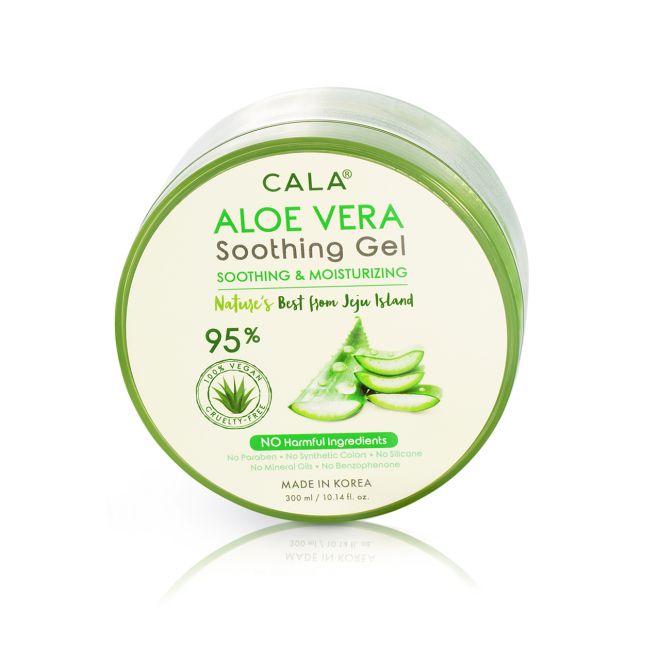 CALA®
ALOE VERA
Soothing Gel
SOOTHING & MOISTURIZING
Nature's Best from Jeju Island
95%
100% VEGAN
CRUELTY-FREE
NO Harmful Ingredients
No Paraben • No Synthetic Colors • No Silicone
No Mineral Oils • No Benzophenone
MADE IN KOREA
300 ml / 10.14 fl. oz.